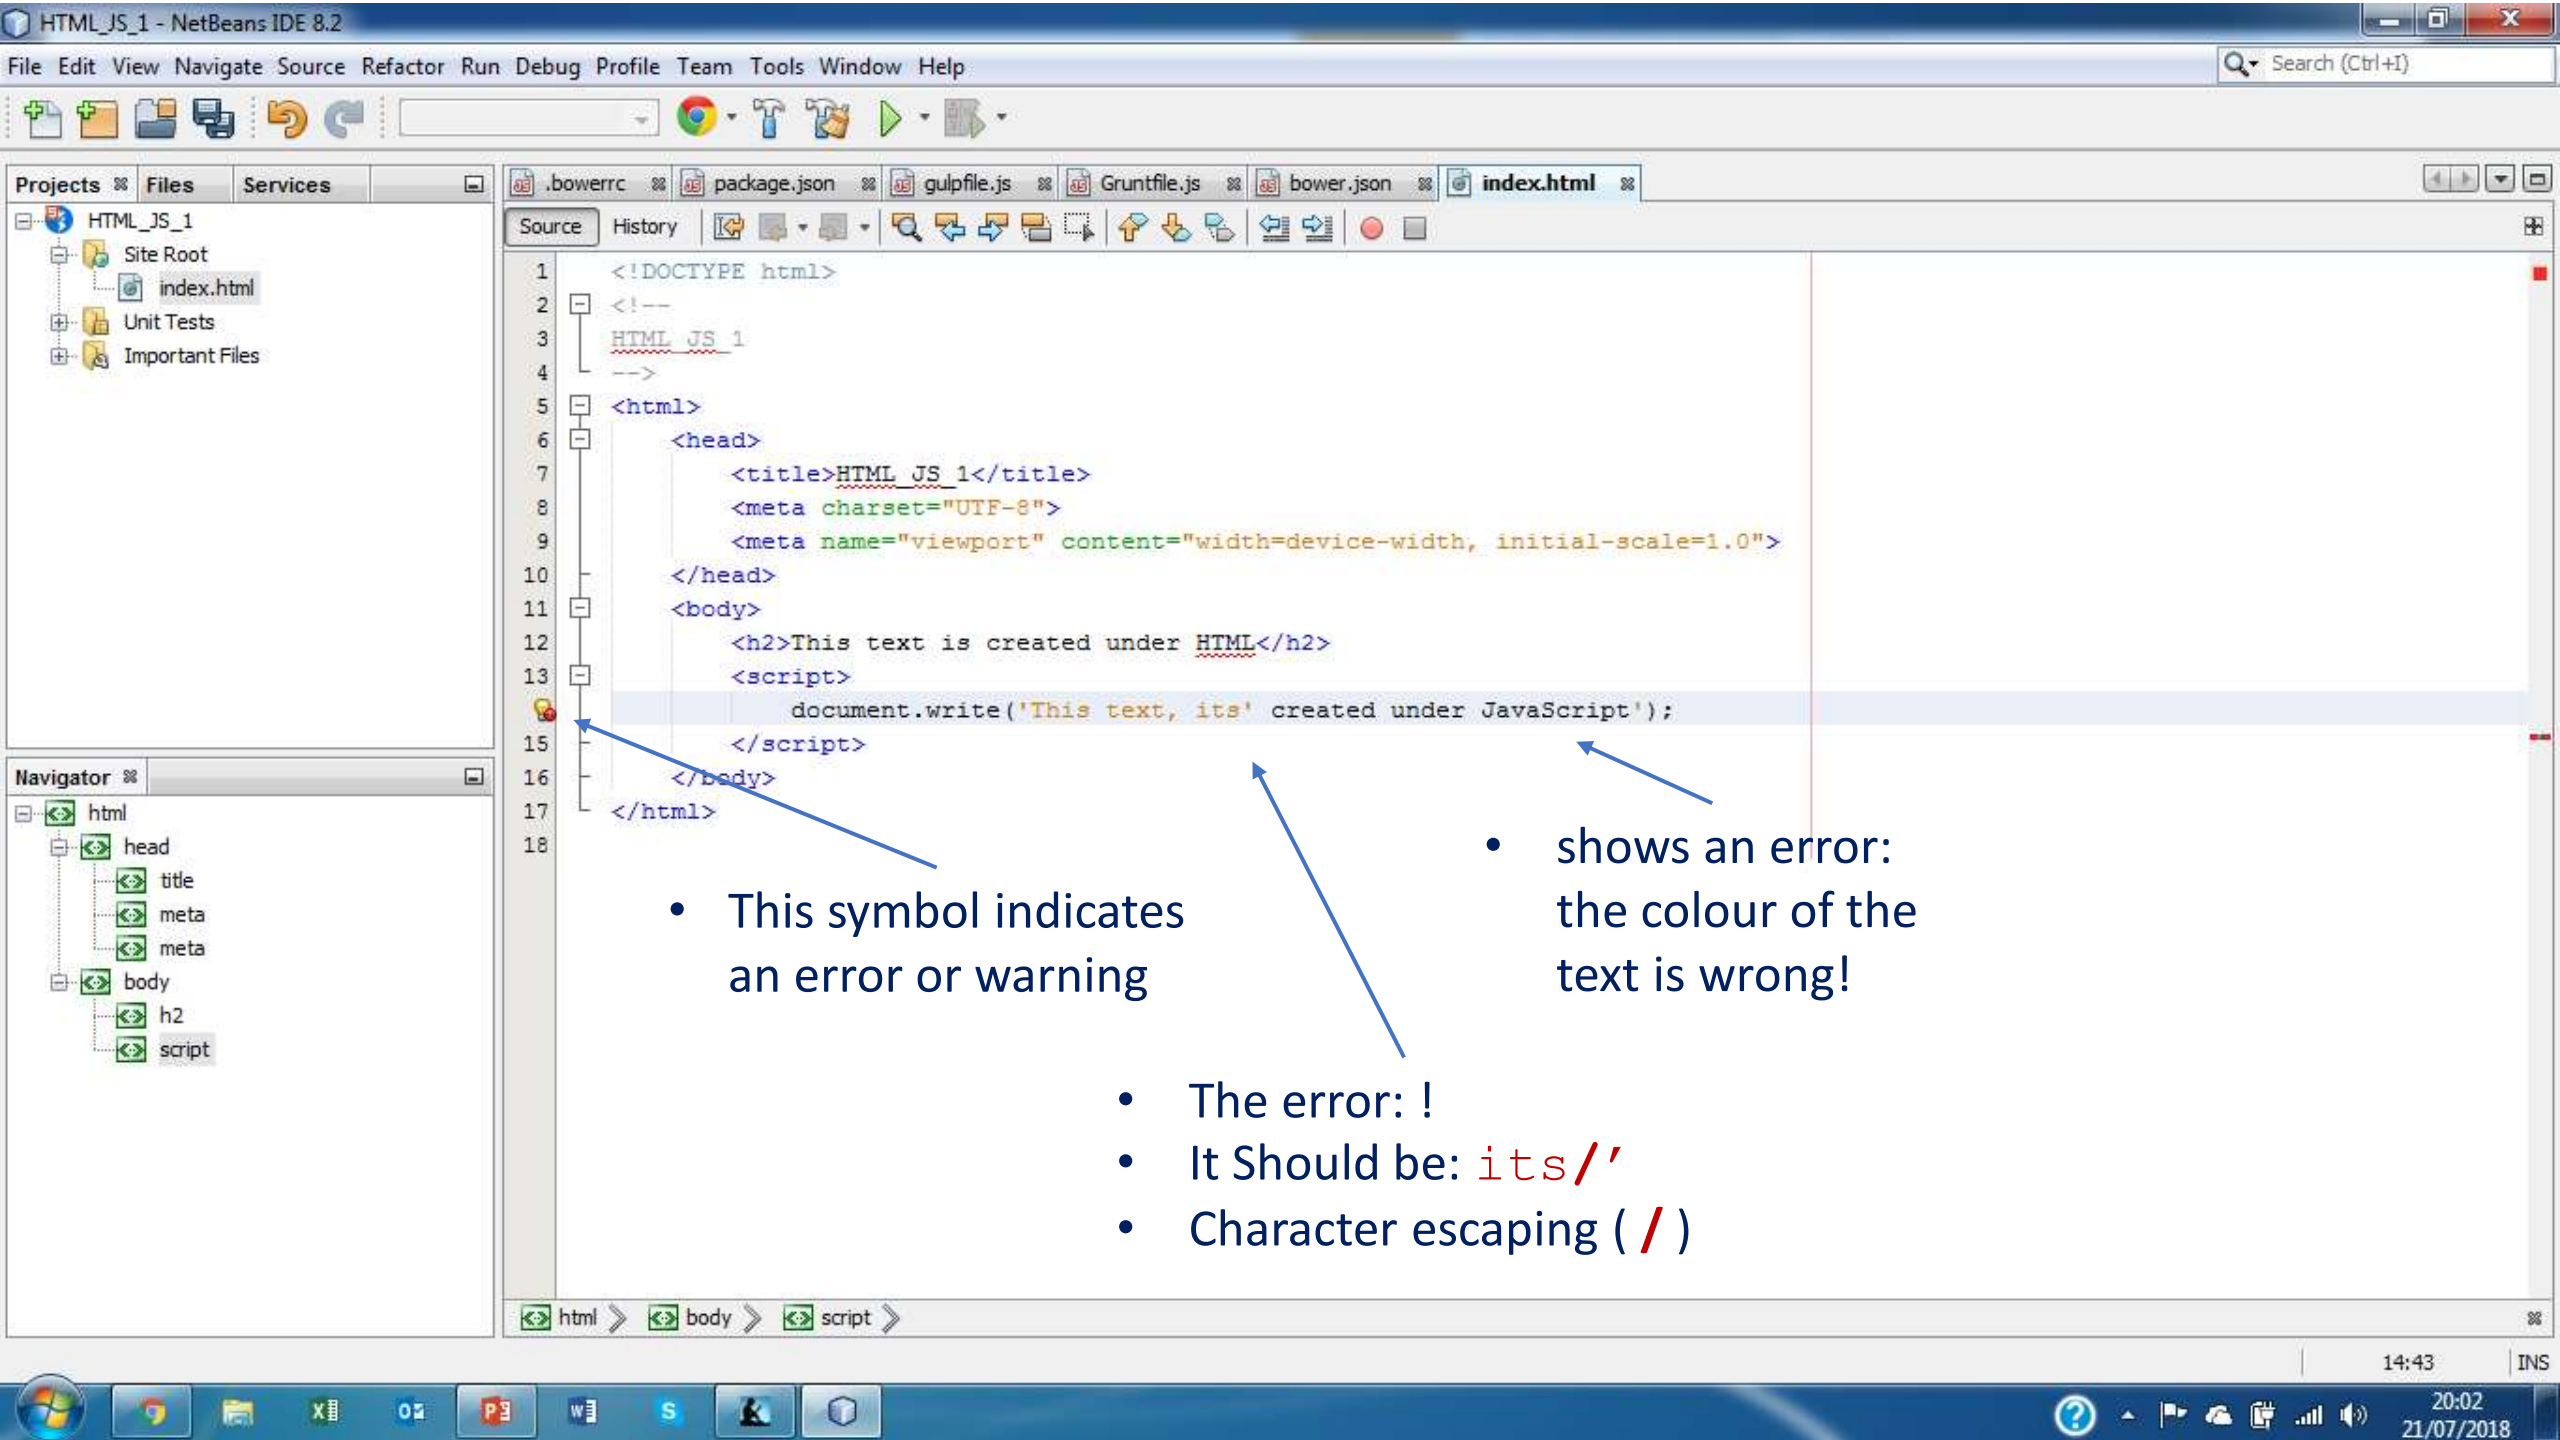 HTML_JS_1 - NetBeans IDE 8.2
File Edit View Navigate Source Refactor Run Debug Profile Team Tools Window Help
Search (Ctrl+I)
Projects Files Services
HTML_JS_1
Site Root
index.html
Unit Tests
Important Files
.bowerrc package.json gulpfile.js Gruntfile.js bower.json index.html
Source History
1 <!DOCTYPE html>
2 <!--
3 HTML_JS_1
4 -->
5 <html>
6 <head>
7 <title>HTML_JS_1</title>
8 <meta charset="UTF-8">
9 <meta name="viewport" content="width=device-width, initial-scale=1.0">
10 </head>
11 <body>
12 <h2>This text is created under HTML</h2>
13 <script>
document.write('This text, its' created under JavaScript');
15 </script>
16 </body>
17 </html>
18
Navigator
html
head
title
meta
meta
body
h2
script
• This symbol indicates
an error or warning
• shows an error:
the colour of the
text is wrong!
• The error: !
• It Should be: its/’
• Character escaping ( / )
html body script
14:43 INS
20:02
21/07/2018